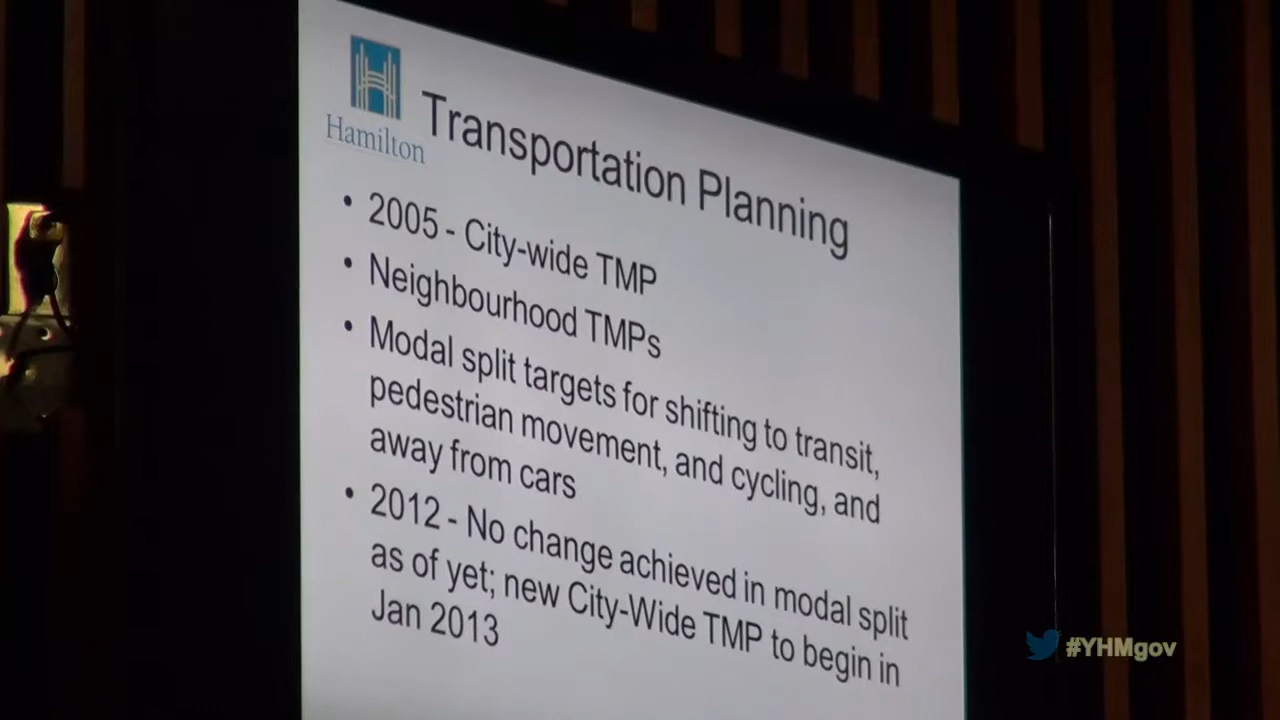 Hamilton
Transportation Planning
• 2005 - City-wide TMP
• Neighbourhood TMPs
• Modal split targets for shifting to transit,
pedestrian movement, and cycling, and
away from cars
• 2012 - No change achieved in modal split
as of yet; new City-Wide TMP to begin in
Jan 2013
#YHMgov